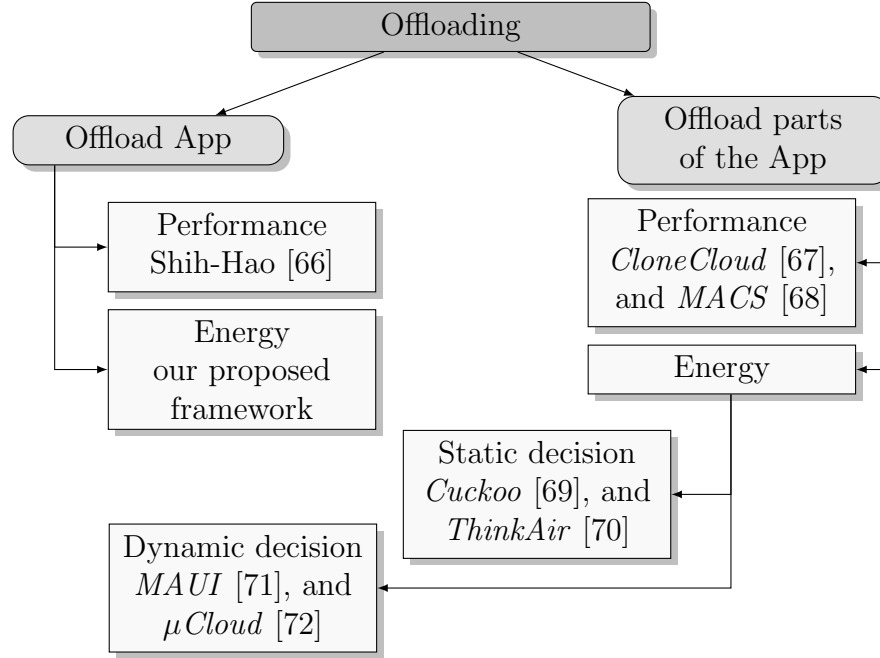 Offloading
Offload App
Offload parts
of the App
Performance
Shih-Hao [66]
Performance
CloneCloud [67],
and MACS [68]
Energy
our proposed
framework
Energy
Static decision
Cuckoo [69], and
ThinkAir [70]
Dynamic decision
MAUI [71], and
μCloud [72]